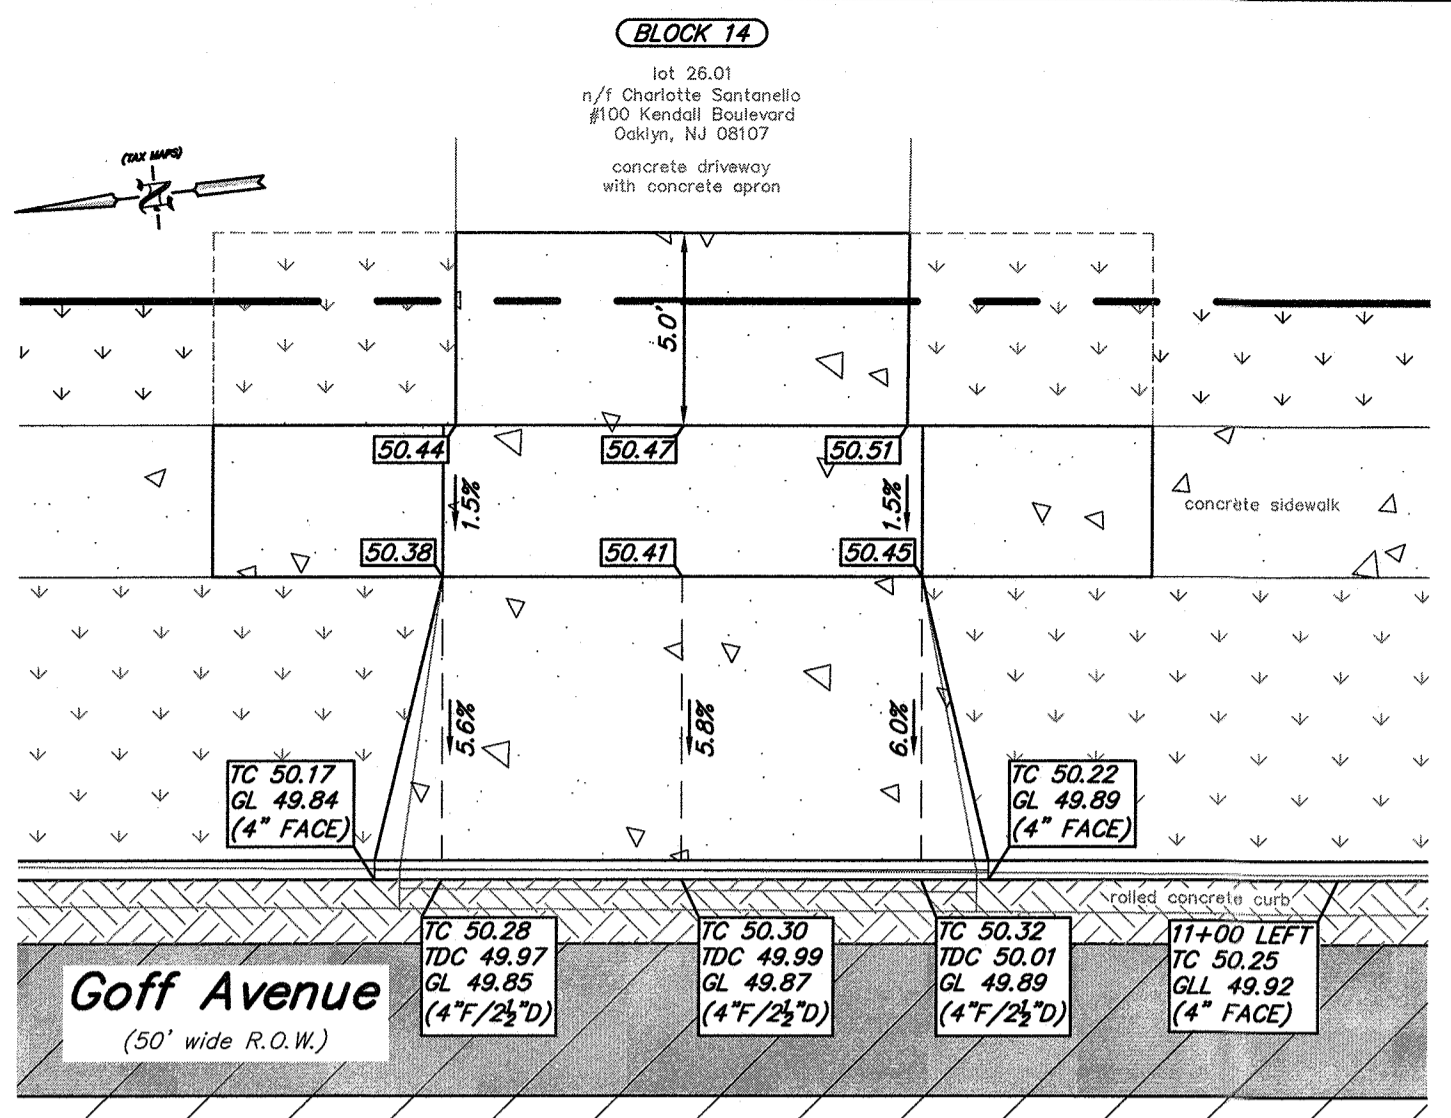 BLOCK 14
lot 26.01
n/f Charlotte Santanello
#100 Kendall Boulevard
Oaklyn, NJ 08107
concrete driveway
with concrete apron
(TAX MAPS)
5.0'
50.44
50.47
50.51
1.5%
1.5%
concrete sidewalk
50.38
50.41
50.45
5.6%
5.8%
6.0%
TC 50.17
GL 49.84
(4" FACE)
TC 50.22
GL 49.89
(4" FACE)
rolled concrete curb
TC 50.28
TDC 49.97
GL 49.85
(4"F/2½"D)
TC 50.30
TDC 49.99
GL 49.87
(4"F/2½"D)
TC 50.32
TDC 50.01
GL 49.89
(4"F/2½"D)
11+00 LEFT
TC 50.25
GLL 49.92
(4" FACE)
Goff Avenue
(50' wide R.O.W.)